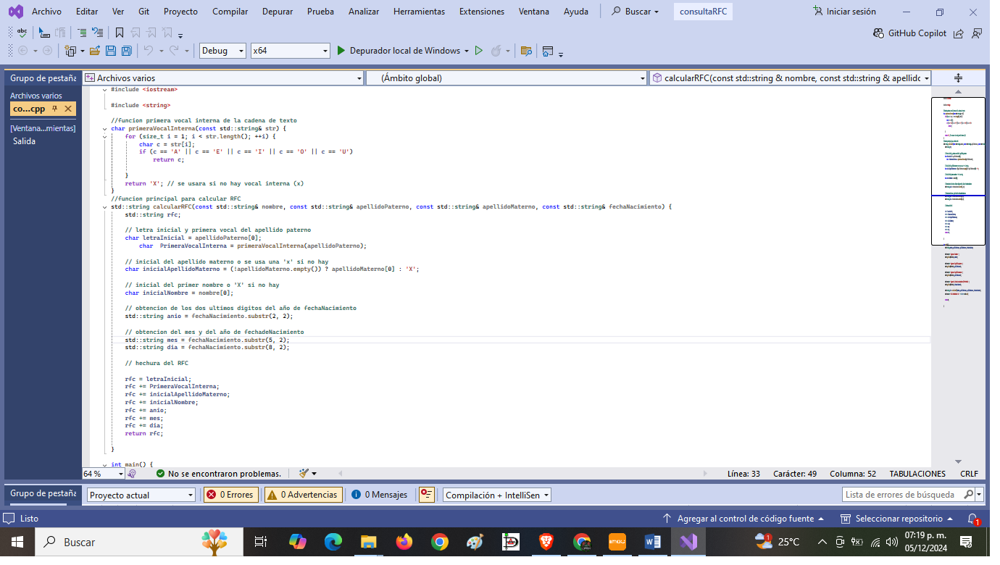 Archivo Editar Ver Git Proyecto Compilar Depurar Prueba Analizar Herramientas Extensiones Ventana Ayuda Buscar consultaRFC Iniciar sesión
abc GitHub Copilot
Debug x64 Depurador local de Windows
Grupo de pestaña Archivos varios (Ámbito global) calcularRFC(const std::string & nombre, const std::string & apellido
Archivos varios
co...cpp
[Ventana...mientas]
Salida
#include <iostream>
#include <string>
//funcion primera vocal interna de la cadena de texto
char primeraVocalInterna(const std::string& str) {
for (size_t i = 1; i < str.length(); ++i) {
char c = str[i];
if (c == 'A' || c == 'E' || c == 'I' || c == 'O' || c == 'U')
return c;
}
return 'X'; // se usara si no hay vocal interna (x)
}
//funcion principal para calcular RFC
std::string calcularRFC(const std::string& nombre, const std::string& apellidoPaterno, const std::string& apellidoMaterno, const std::string& fechaNacimiento) {
std::string rfc;
// letra inicial y primera vocal del apellido paterno
char letraInicial = apellidoPaterno[0];
char  PrimeraVocalInterna = primeraVocalInterna(apellidoPaterno);
// inicial del apellido materno o se usa una 'x' si no hay
char inicialApellidoMaterno = (!apellidoMaterno.empty()) ? apellidoMaterno[0] : 'X';
// inicial del primer nombre o 'X' si no hay
char inicialNombre = nombre[0];
// obtencion de los dos ultimos digitos del año de fechaNacimiento
std::string anio = fechaNacimiento.substr(2, 2);
// obtencion del mes y del año de fechadeNacimiento
std::string mes = fechaNacimiento.substr(5, 2);
std::string dia = fechaNacimiento.substr(8, 2);
// hechura del RFC
rfc = letraInicial;
rfc += PrimeraVocalInterna;
rfc += inicialApellidoMaterno;
rfc += inicialNombre;
rfc += anio;
rfc += mes;
rfc += dia;
return rfc;
}
int main() {
64 % No se encontraron problemas. Línea: 33 Carácter: 49 Columna: 52 TABULACIONES CRLF
Grupo de pestaña Proyecto actual 0 Errores 0 Advertencias 0 Mensajes Compilación + IntelliSen Lista de errores de búsqueda
Listo Agregar al control de código fuente Seleccionar repositorio 1
Buscar imou 1 25°C 07:19 p. m.
05/12/2024